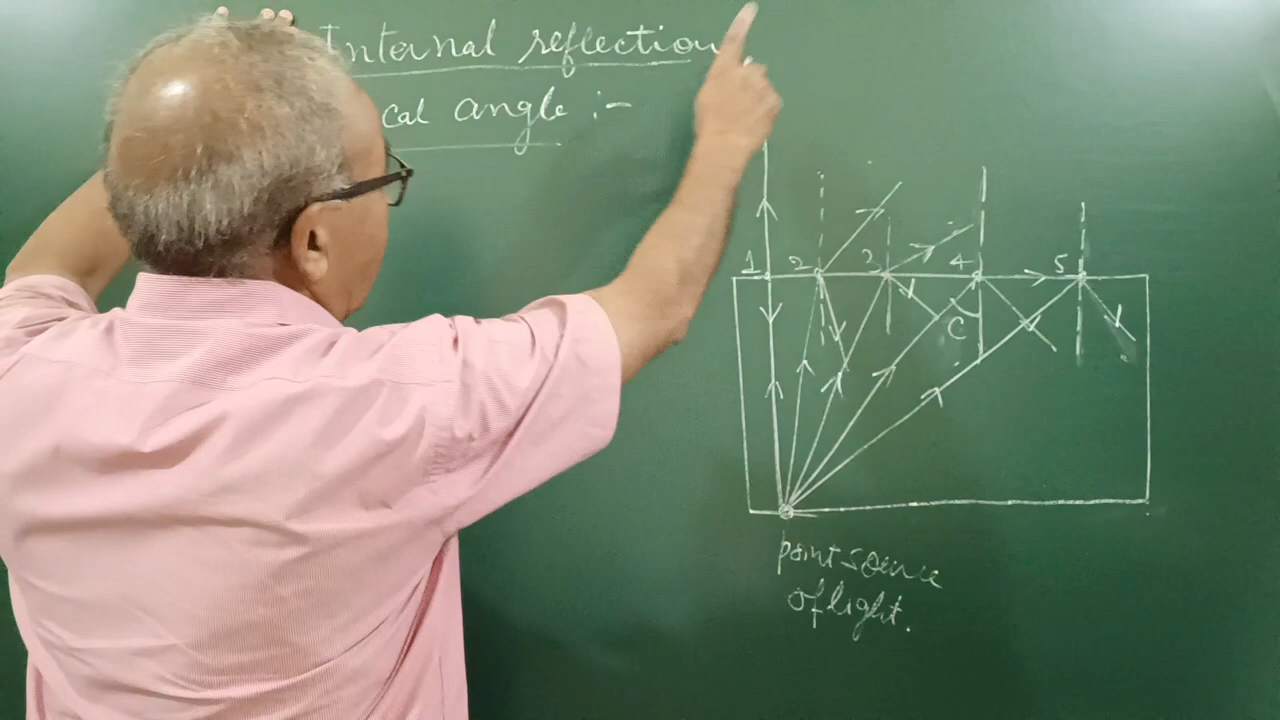 Internal reflection
cal angle :-
1 2 3 4 5
C
point source
of light.